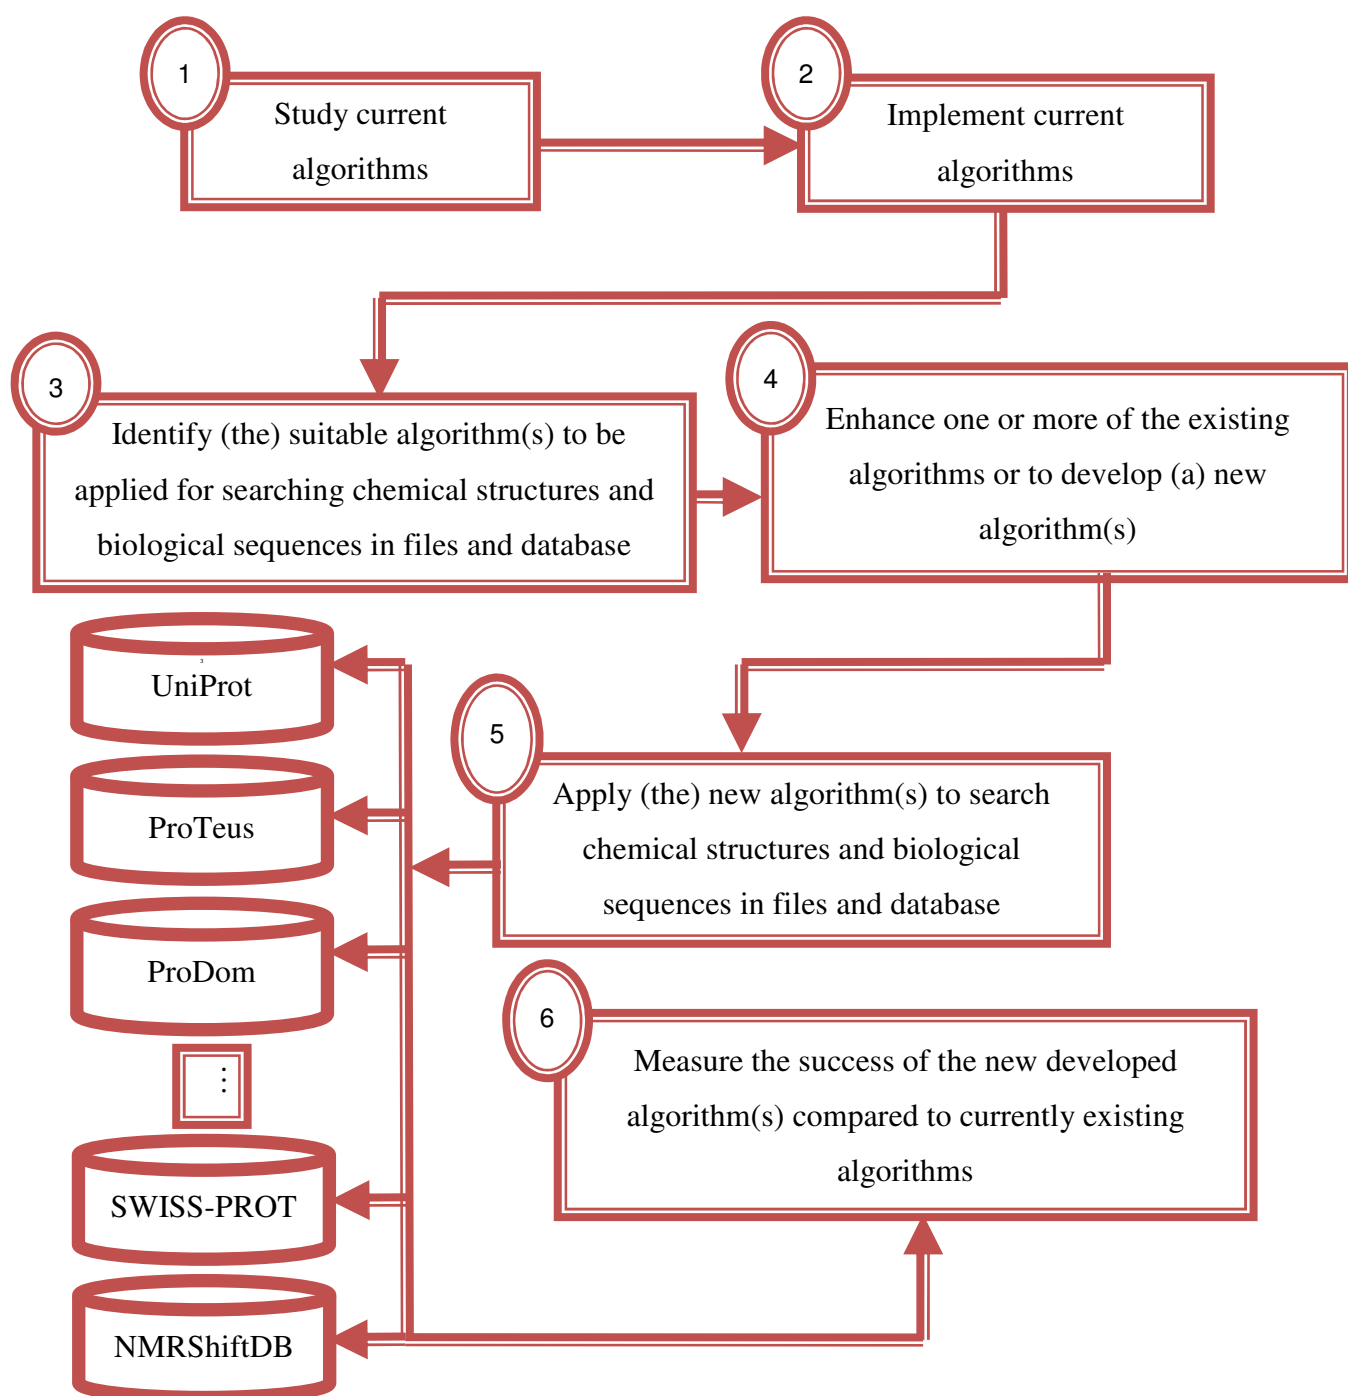 1
Study current
algorithms
2
Implement current
algorithms
3
Identify (the) suitable algorithm(s) to be
applied for searching chemical structures and
biological sequences in files and database
4
Enhance one or more of the existing
algorithms or to develop (a) new
algorithm(s)
3
UniProt
ProTeus
ProDom
⋮
SWISS-PROT
NMRShiftDB
5
Apply (the) new algorithm(s) to search
chemical structures and biological
sequences in files and database
6
Measure the success of the new developed
algorithm(s) compared to currently existing
algorithms